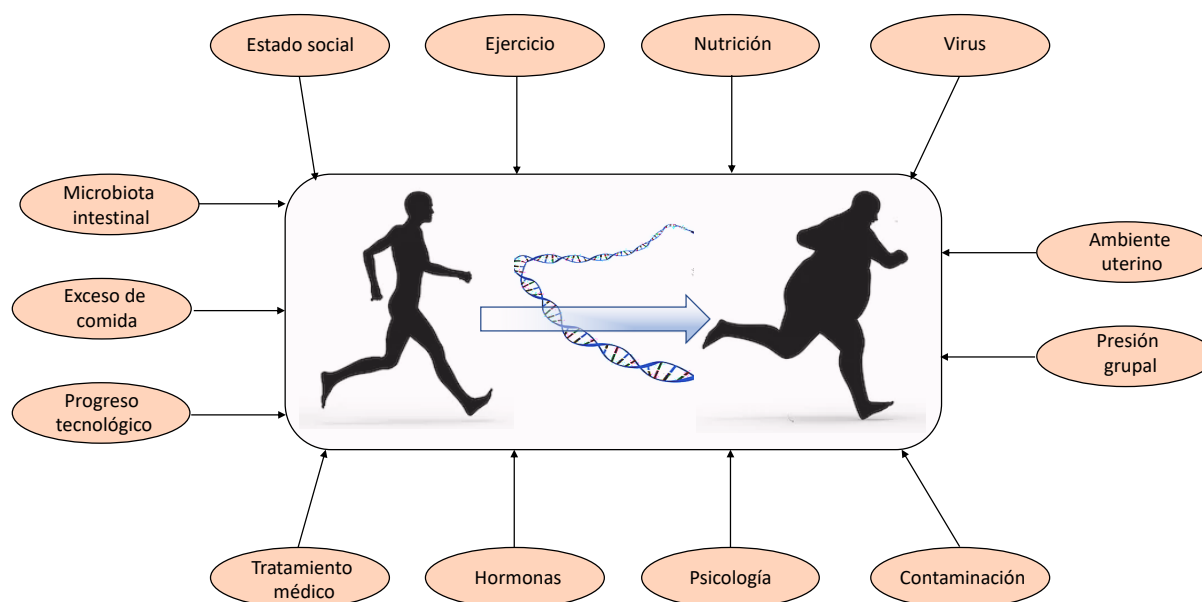 Estado social
Ejercicio
Nutrición
Virus
Microbiota
intestinal
Ambiente
uterino
Exceso de
comida
Presión
grupal
Progreso
tecnológico
Tratamiento
médico
Hormonas
Psicología
Contaminación